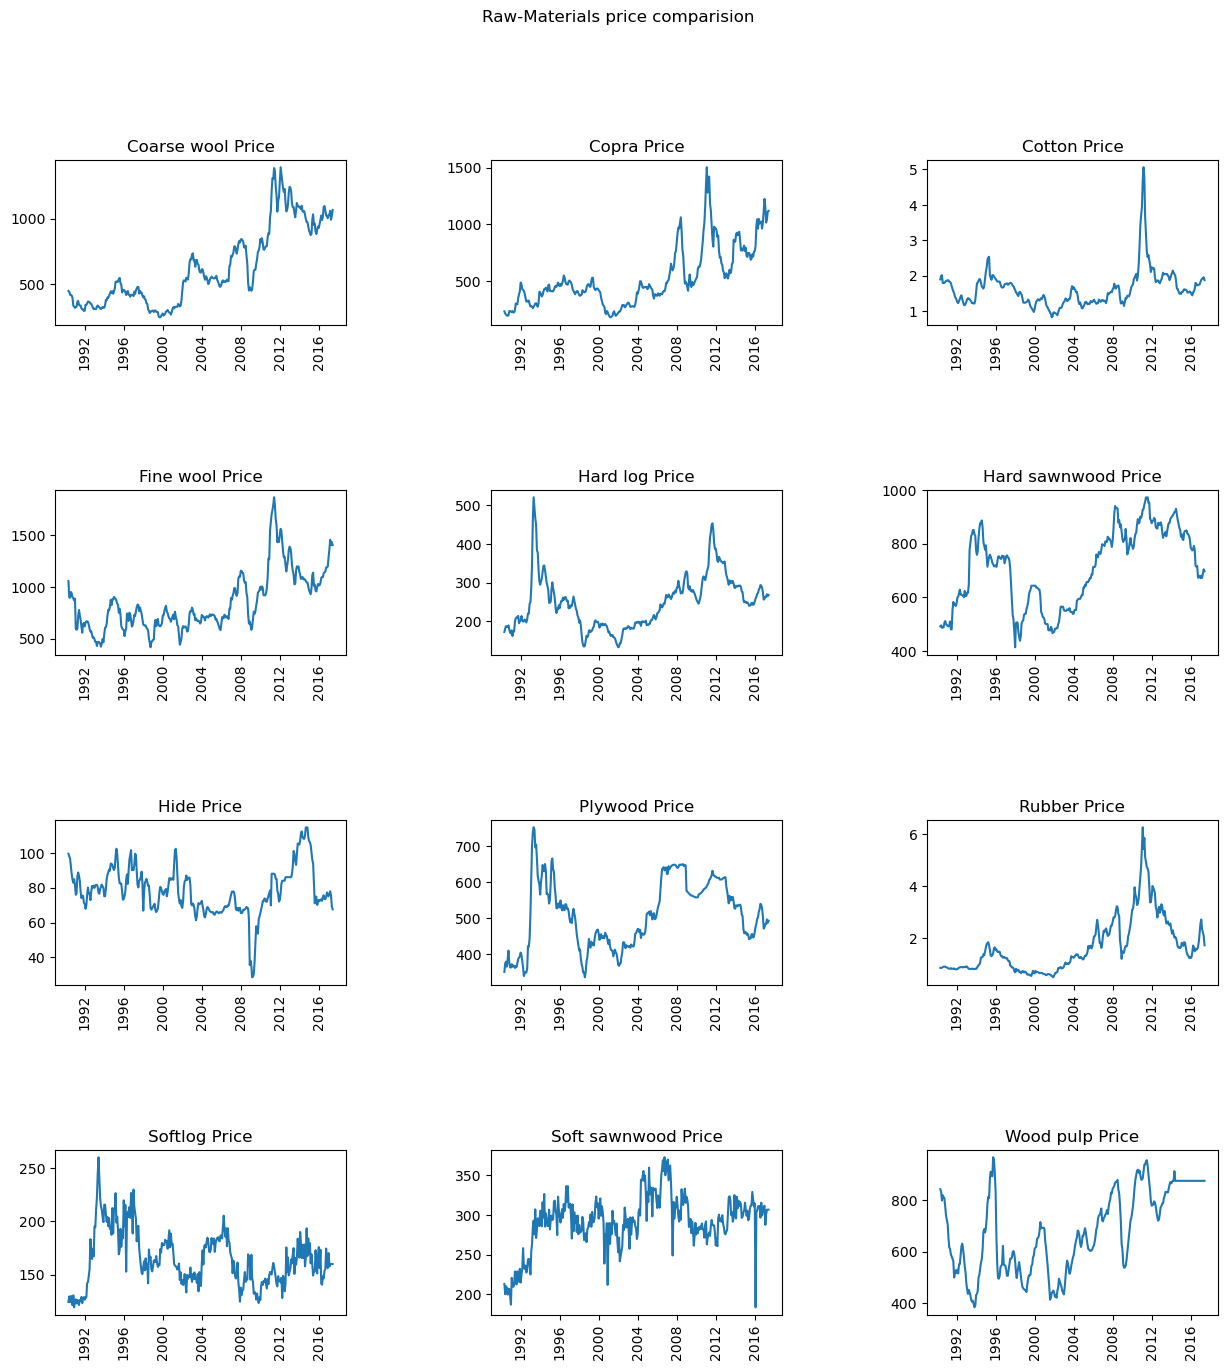 Raw-Materials price comparision
Coarse wool Price
Copra Price
Cotton Price
1000
500
1992 1996 2000 2004 2008 2012 2016
1500
1000
500
1992 1996 2000 2004 2008 2012 2016
5
4
3
2
1
1992 1996 2000 2004 2008 2012 2016
Fine wool Price
Hard log Price
Hard sawnwood Price
1500
1000
500
1992 1996 2000 2004 2008 2012 2016
500
400
300
200
1992 1996 2000 2004 2008 2012 2016
1000
800
600
400
1992 1996 2000 2004 2008 2012 2016
Hide Price
Plywood Price
Rubber Price
100
80
60
40
1992 1996 2000 2004 2008 2012 2016
700
600
500
400
1992 1996 2000 2004 2008 2012 2016
6
4
2
1992 1996 2000 2004 2008 2012 2016
Softlog Price
Soft sawnwood Price
Wood pulp Price
250
200
150
1992 1996 2000 2004 2008 2012 2016
350
300
250
200
1992 1996 2000 2004 2008 2012 2016
800
600
400
1992 1996 2000 2004 2008 2012 2016